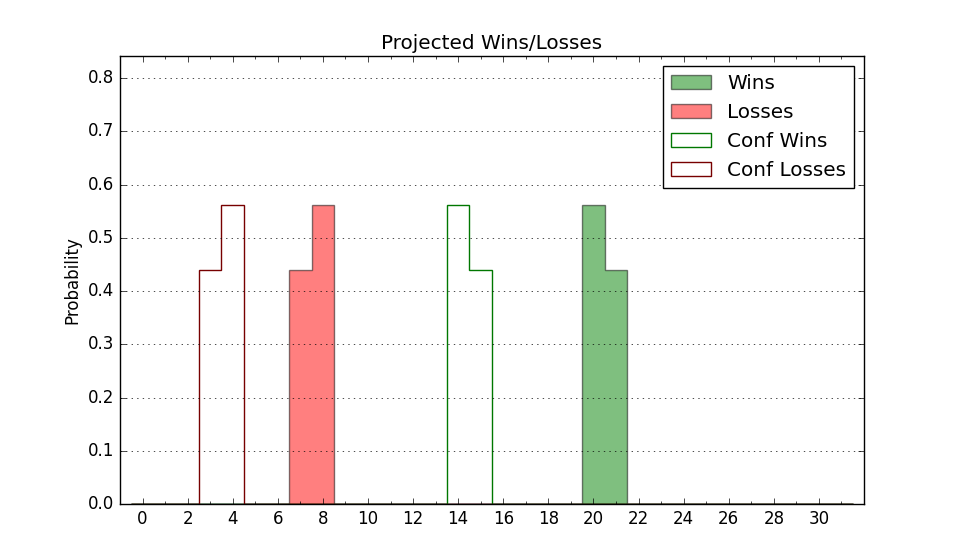 Projected Wins/Losses
Wins
Losses
Conf Wins
Conf Losses
Probability
0.8
0.7
0.6
0.5
0.4
0.3
0.2
0.1
0.0
0 2 4 6 8 10 12 14 16 18 20 22 24 26 28 30